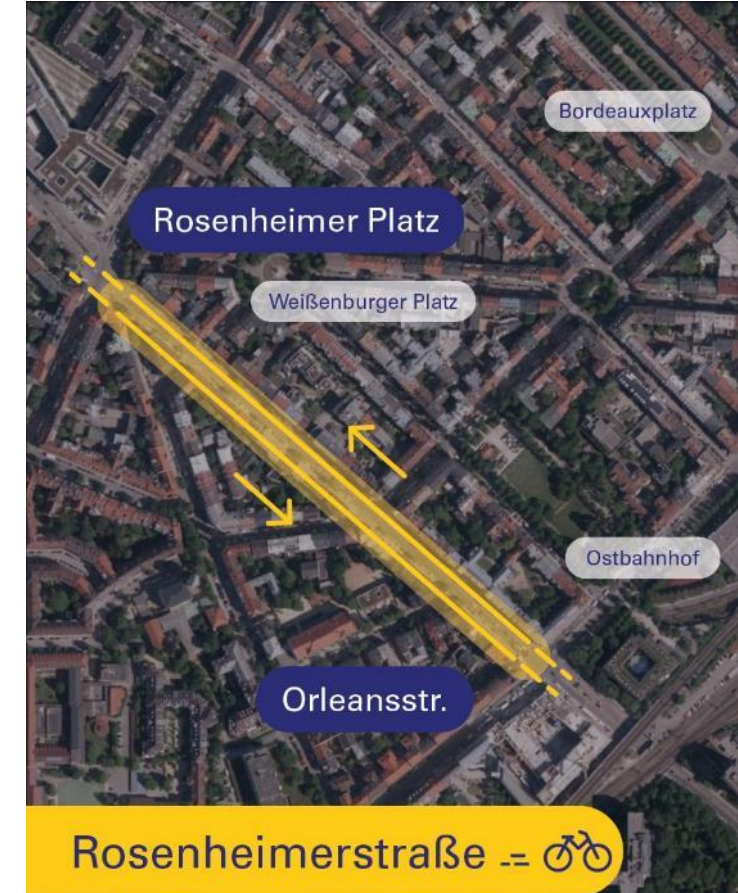 Bordeauxplatz
Rosenheimer Platz
Weißenburger Platz
Ostbahnhof
Orleansstr.
Rosenheimerstraße